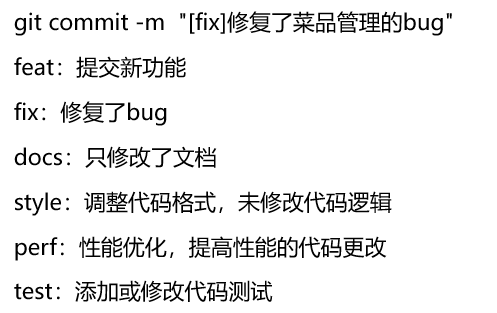 git commit -m  "[fix]修复了菜品管理的bug"
feat：提交新功能
fix：修复了bug
docs：只修改了文档
style：调整代码格式，未修改代码逻辑
perf：性能优化，提高性能的代码更改
test：添加或修改代码测试